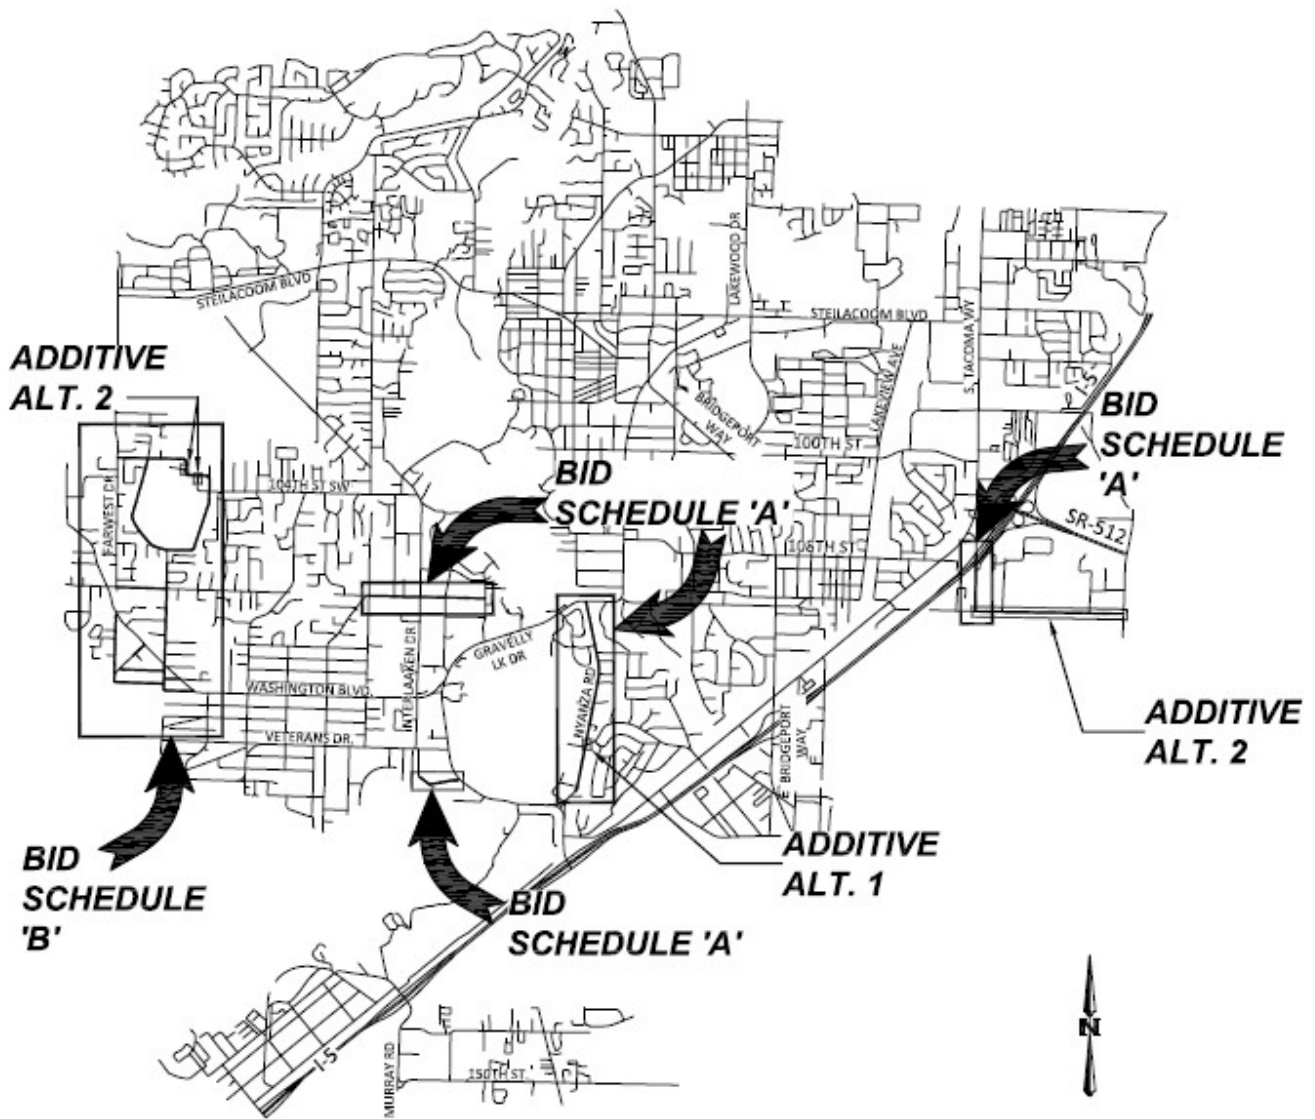 LAKEWOOD DR
STEILACOOM BLVD
STEILACOOM BLVD
S. TACOMA WY
ADDITIVE
ALT. 2
LAKEVIEW AVE
I-5
BID
SCHEDULE
'A'
BRIDGEPORT
WAY
100TH ST
FARWEST DR
104TH ST SW
BID
SCHEDULE 'A'
SR-512
108TH ST
GRAVELLY
LK DR
INTERLAAKEN DR
WASHINGTON BLVD.
NYANZA RD
VETERANS DR.
E BRIDGEPORT
WAY
ADDITIVE
ALT. 2
ADDITIVE
ALT. 1
BID
SCHEDULE
'B'
BID
SCHEDULE 'A'
N
I-5
MURRAY RD
150TH ST.